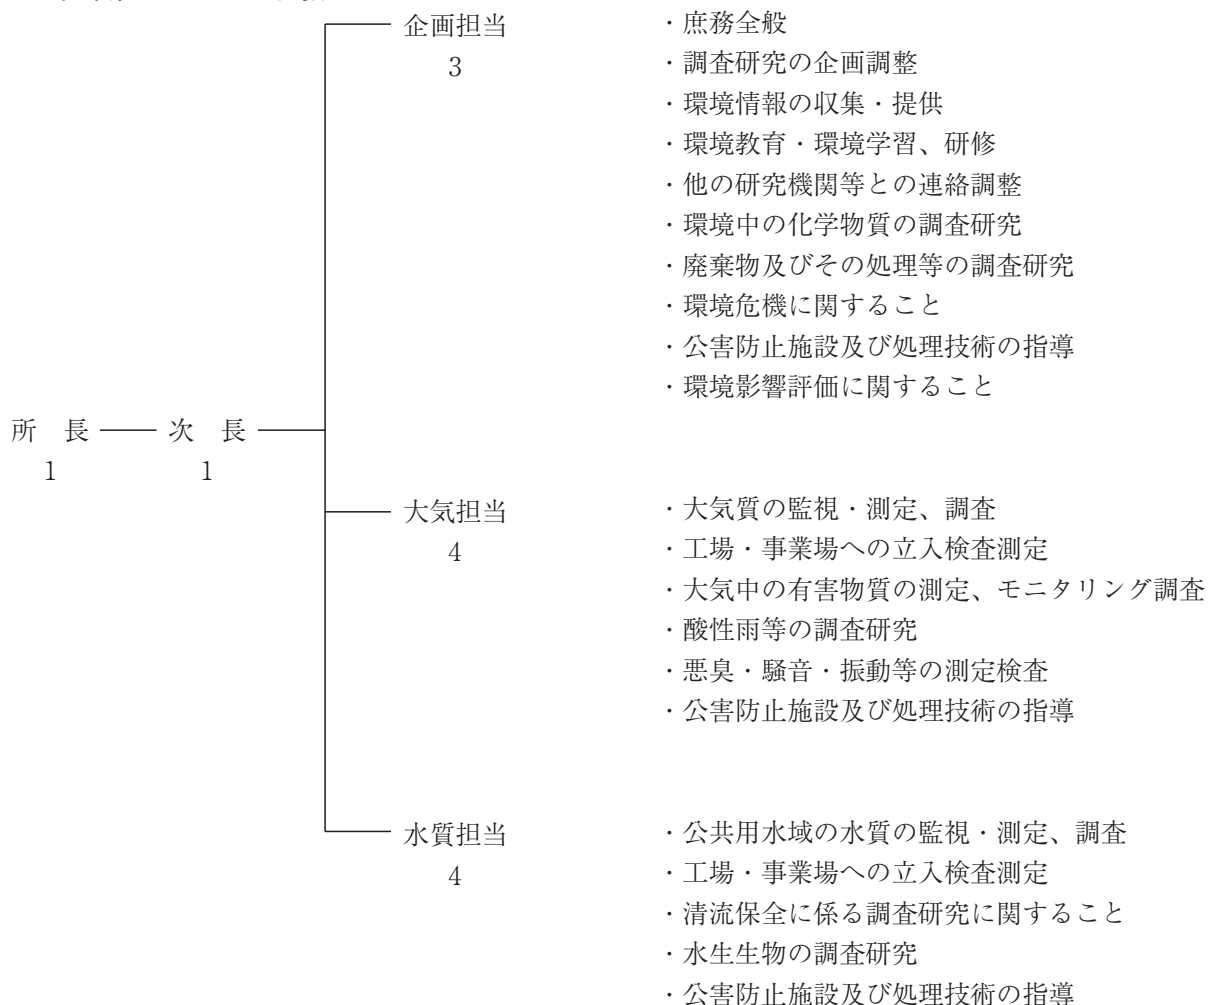 企画担当
3
・庶務全般
・調査研究の企画調整
・環境情報の収集・提供
・環境教育・環境学習、研修
・他の研究機関等との連絡調整
・環境中の化学物質の調査研究
・廃棄物及びその処理等の調査研究
・環境危機に関すること
・公害防止施設及び処理技術の指導
・環境影響評価に関すること
所　長
1
次　長
1
大気担当
4
・大気質の監視・測定、調査
・工場・事業場への立入検査測定
・大気中の有害物質の測定、モニタリング調査
・酸性雨等の調査研究
・悪臭・騒音・振動等の測定検査
・公害防止施設及び処理技術の指導
水質担当
4
・公共用水域の水質の監視・測定、調査
・工場・事業場への立入検査測定
・清流保全に係る調査研究に関すること
・水生生物の調査研究
・公害防止施設及び処理技術の指導